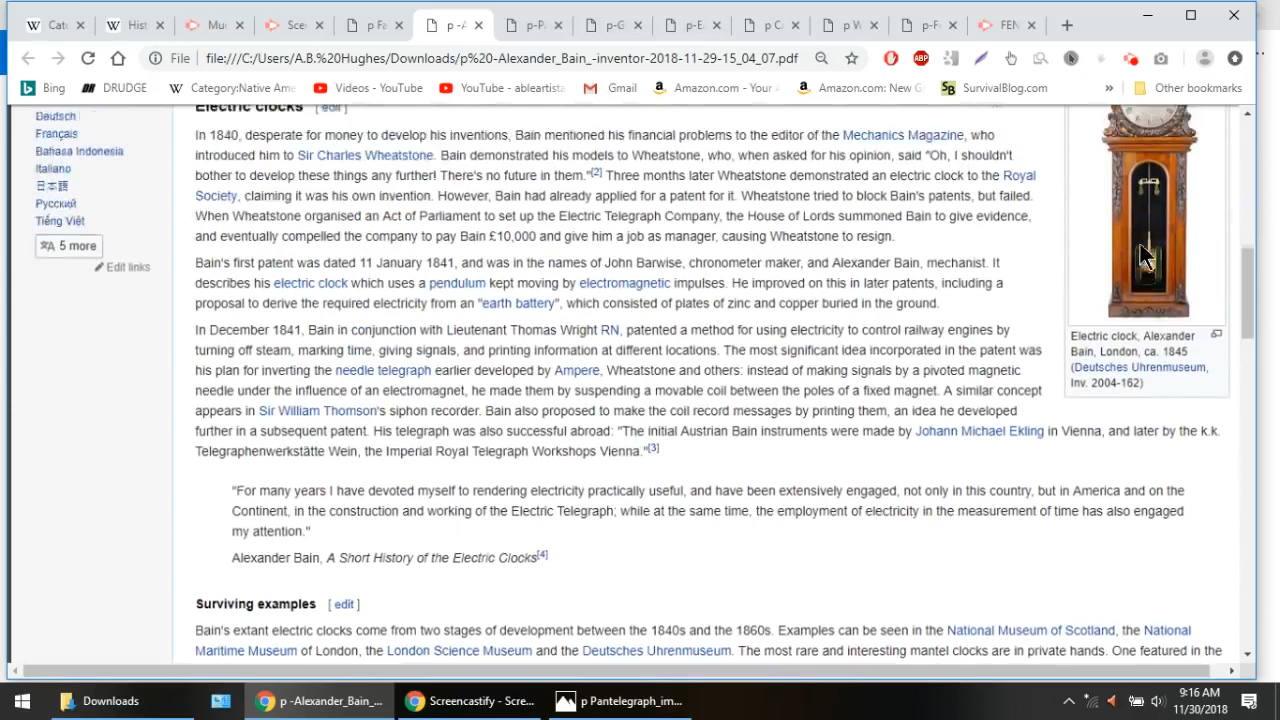 Catc
Hist
Muc
Scre
p Fa
p -A
p-P
p-G
p-E
p C
p W
p-F
FEN
File
file:///C:/Users/A.B.%20Hughes/Downloads/p%20-Alexander_Bain_-inventor-2018-11-29-15_04_07.pdf
ABP
Bing
DRUDGE
Category:Native Ame
Videos - YouTube
YouTube - ableartista
Gmail
Amazon.com - Your
Amazon.com: New G
SurvivalBlog.com
» Other bookmarks
Electric clocks [ edit ]
In 1840, desperate for money to develop his inventions, Bain mentioned his financial problems to the editor of the Mechanics Magazine, who
introduced him to Sir Charles Wheatstone. Bain demonstrated his models to Wheatstone, who, when asked for his opinion, said "Oh, I shouldn't
bother to develop these things any further! There's no future in them."[2] Three months later Wheatstone demonstrated an electric clock to the Royal
Society, claiming it was his own invention. However, Bain had already applied for a patent for it. Wheatstone tried to block Bain's patents, but failed.
When Wheatstone organised an Act of Parliament to set up the Electric Telegraph Company, the House of Lords summoned Bain to give evidence,
and eventually compelled the company to pay Bain £10,000 and give him a job as manager, causing Wheatstone to resign.
Bain's first patent was dated 11 January 1841, and was in the names of John Barwise, chronometer maker, and Alexander Bain, mechanist. It
describes his electric clock which uses a pendulum kept moving by electromagnetic impulses. He improved on this in later patents, including a
proposal to derive the required electricity from an "earth battery", which consisted of plates of zinc and copper buried in the ground.
In December 1841, Bain in conjunction with Lieutenant Thomas Wright RN, patented a method for using electricity to control railway engines by
turning off steam, marking time, giving signals, and printing information at different locations. The most significant idea incorporated in the patent was
his plan for inverting the needle telegraph earlier developed by Ampere, Wheatstone and others: instead of making signals by a pivoted magnetic
needle under the influence of an electromagnet, he made them by suspending a movable coil between the poles of a fixed magnet. A similar concept
appears in Sir William Thomson's siphon recorder. Bain also proposed to make the coil record messages by printing them, an idea he developed
further in a subsequent patent. His telegraph was also successful abroad: "The initial Austrian Bain instruments were made by Johann Michael Ekling in Vienna, and later by the k.k.
Telegraphenwerkstätte Wein, the Imperial Royal Telegraph Workshops Vienna."[3]
"For many years I have devoted myself to rendering electricity practically useful, and have been extensively engaged, not only in this country, but in America and on the
Continent, in the construction and working of the Electric Telegraph; while at the same time, the employment of electricity in the measurement of time has also engaged
my attention."
Alexander Bain, A Short History of the Electric Clocks[4]
Surviving examples [ edit ]
Bain's extant electric clocks come from two stages of development between the 1840s and the 1860s. Examples can be seen in the National Museum of Scotland, the National
Maritime Museum of London, the London Science Museum and the Deutsches Uhrenmuseum. The most rare and interesting mantel clocks are in private hands. One featured in the
Deutsch
Français
Bahasa Indonesia
Italiano
日本語
Русский
Tiếng Việt
5 more
Edit links
Electric clock, Alexander
Bain, London, ca. 1845
(Deutsches Uhrenmuseum,
Inv. 2004-162)
Downloads
p -Alexander_Bain_...
Screencastify - Scre...
p Pantelegraph_im...
9:16 AM
11/30/2018